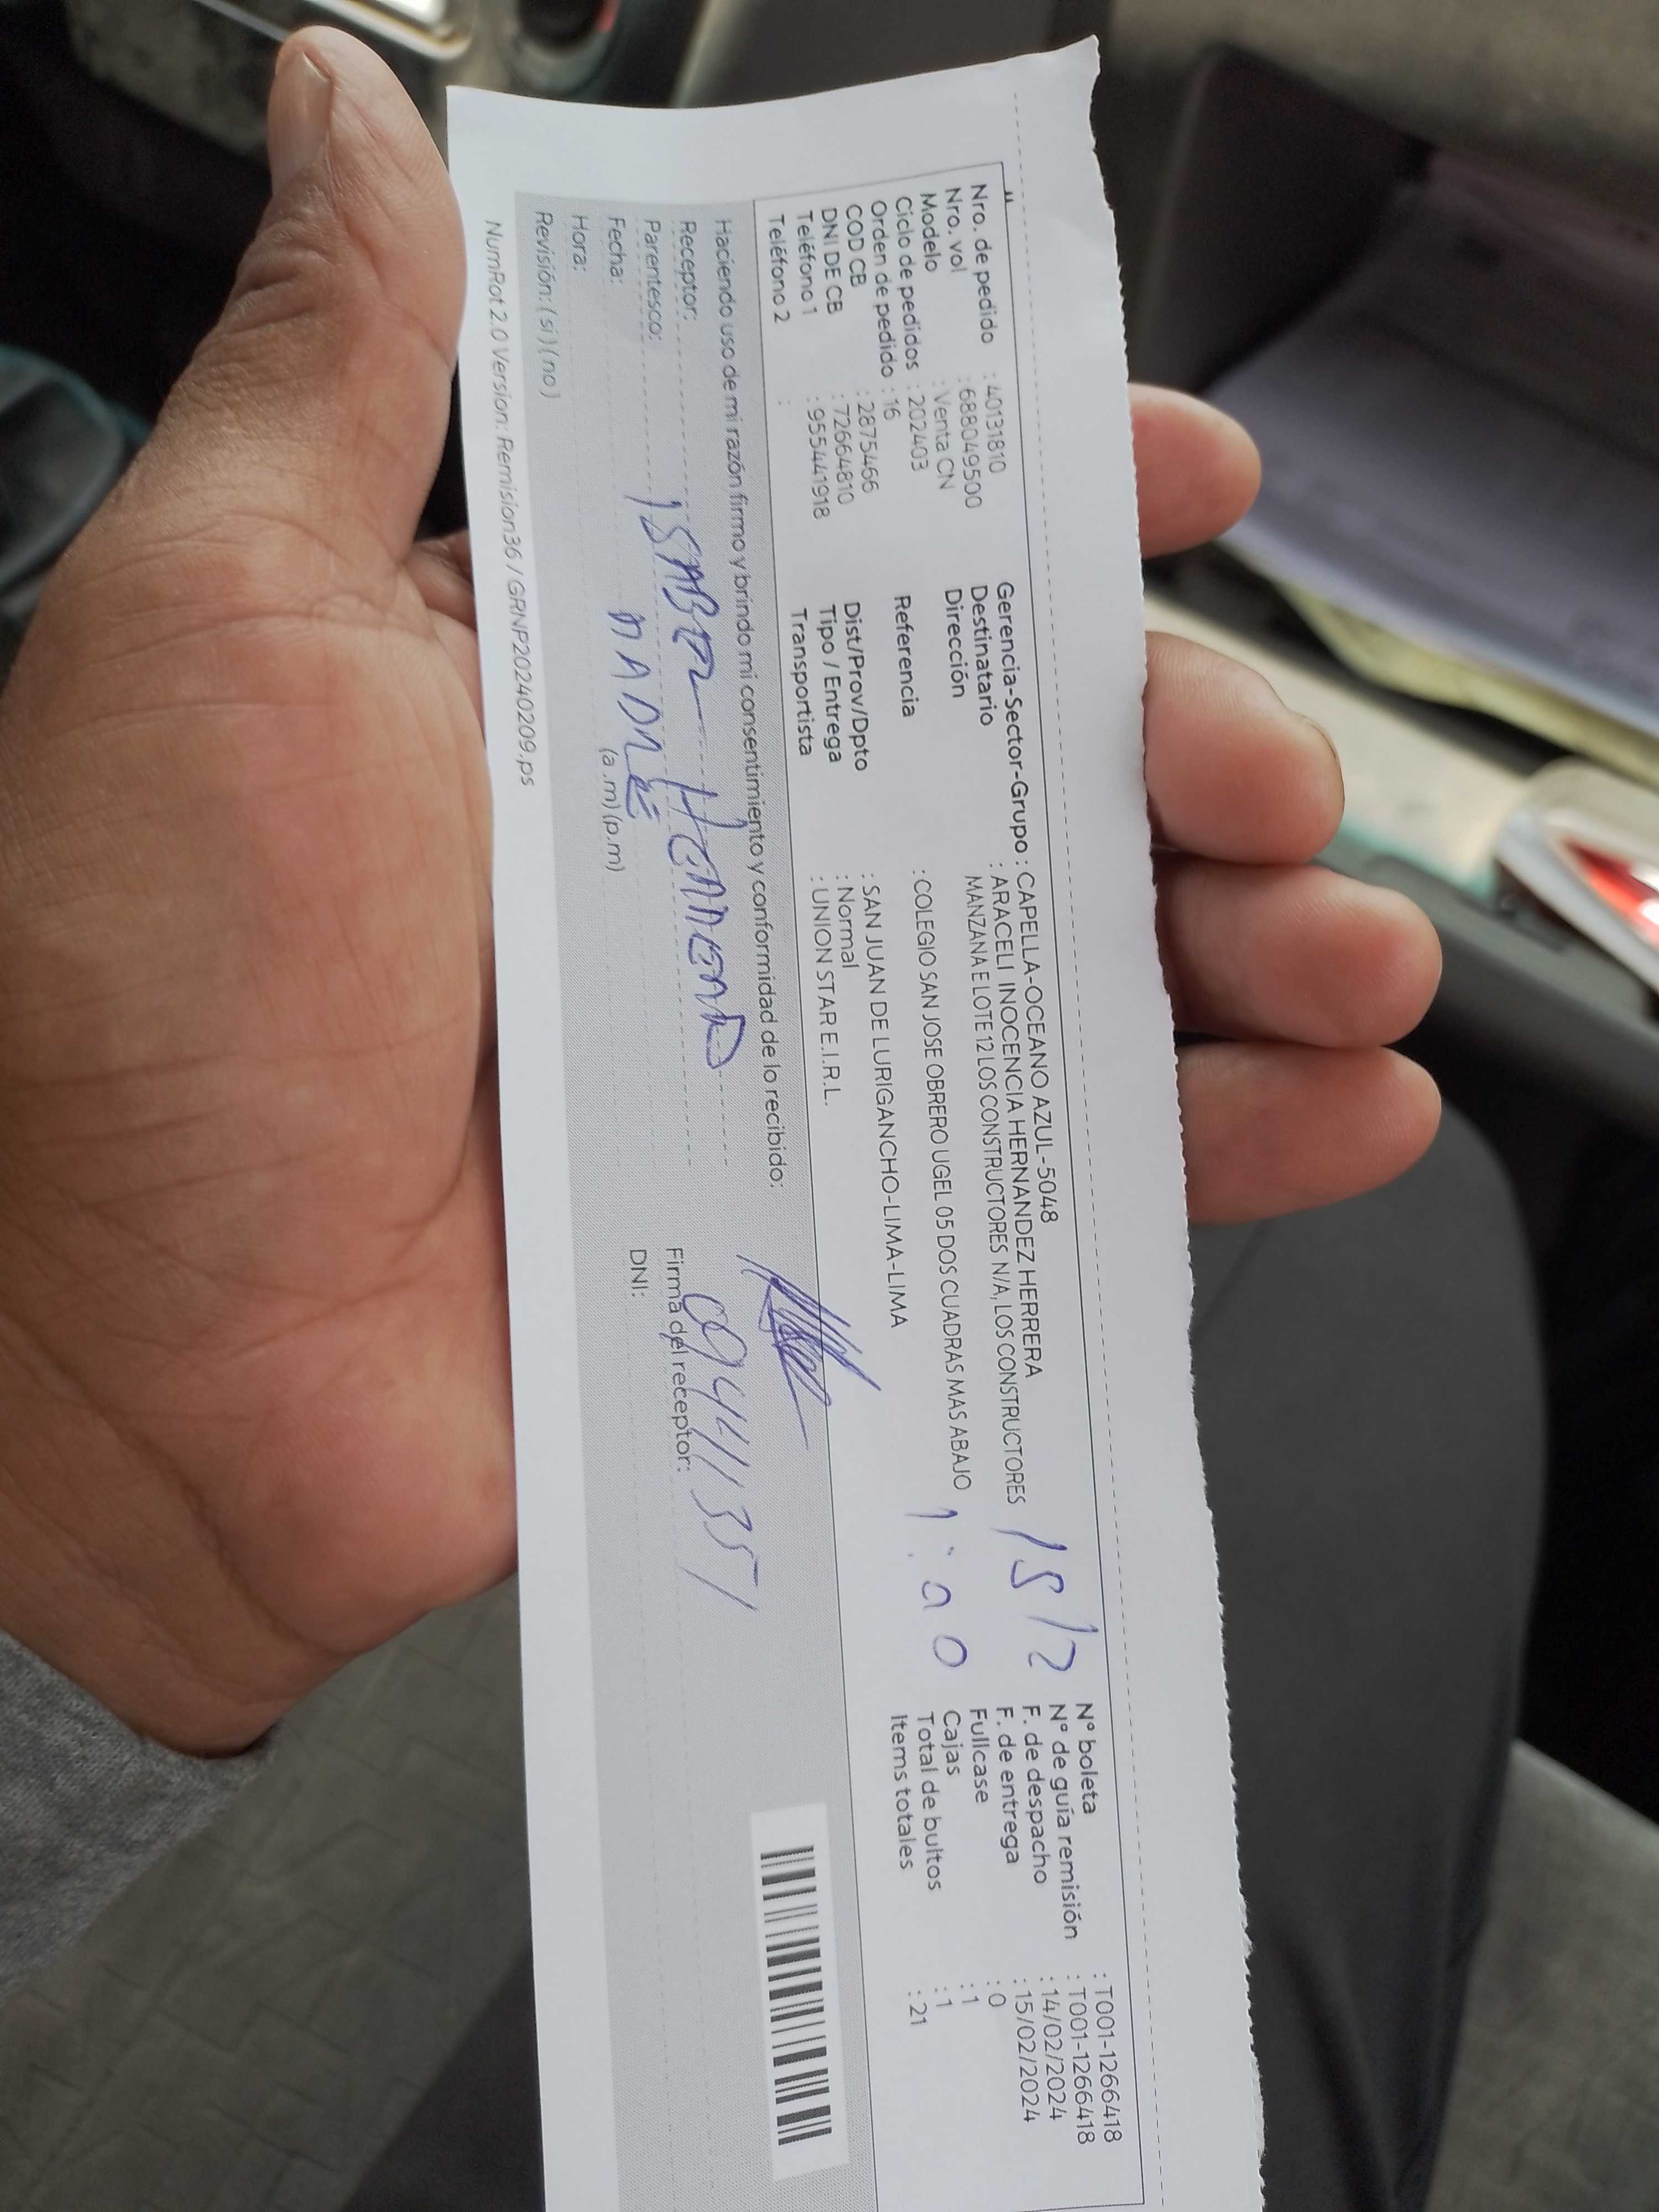 Nro. de pedido : 40131810
Nro. vol : 688049500
Modelo : Venta CN
Ciclo de pedidos : 202403
Orden de pedido : 16
COD CB : 2875466
DNI DE CB : 72664810
Teléfono 1 : 955441918
Teléfono 2 :
Gerencia-Sector-Grupo : CAPELLA-OCEANO AZUL-5048
Destinatario : ARACELI INOCENCIA HERNANDEZ HERRERA
Dirección MANZANA E LOTE 12 LOS CONSTRUCTORES N/A, LOS CONSTRUCTORES
Referencia : COLEGIO SAN JOSE OBRERO UGEL 05 DOS CUADRAS MAS ABAJO
Dist/Prov/Dpto : SAN JUAN DE LURIGANCHO-LIMA-LIMA
Tipo / Entrega : Normal
Transportista : UNION STAR E.I.R.L.
15/2
N° boleta : T001-1266418
N° de guía remisión : T001-1266418
F. de despacho : 14/02/2024
F. de entrega : 15/02/2024
Fullcase : 0
Cajas : 1
Total de bultos : 1
Items totales : 21
Haciendo uso de mi razón firmo y brindo mi consentimiento y conformidad de lo recibido:
Receptor: ISABEL
Parentesco: MADRE
Fecha:
Hora: (a.m) (p.m)
Revisión: (si) (no)
Firma del receptor:
DNI: 09441357
NumRot 2.0 Version: Remision36 / GRNP20240209.ps